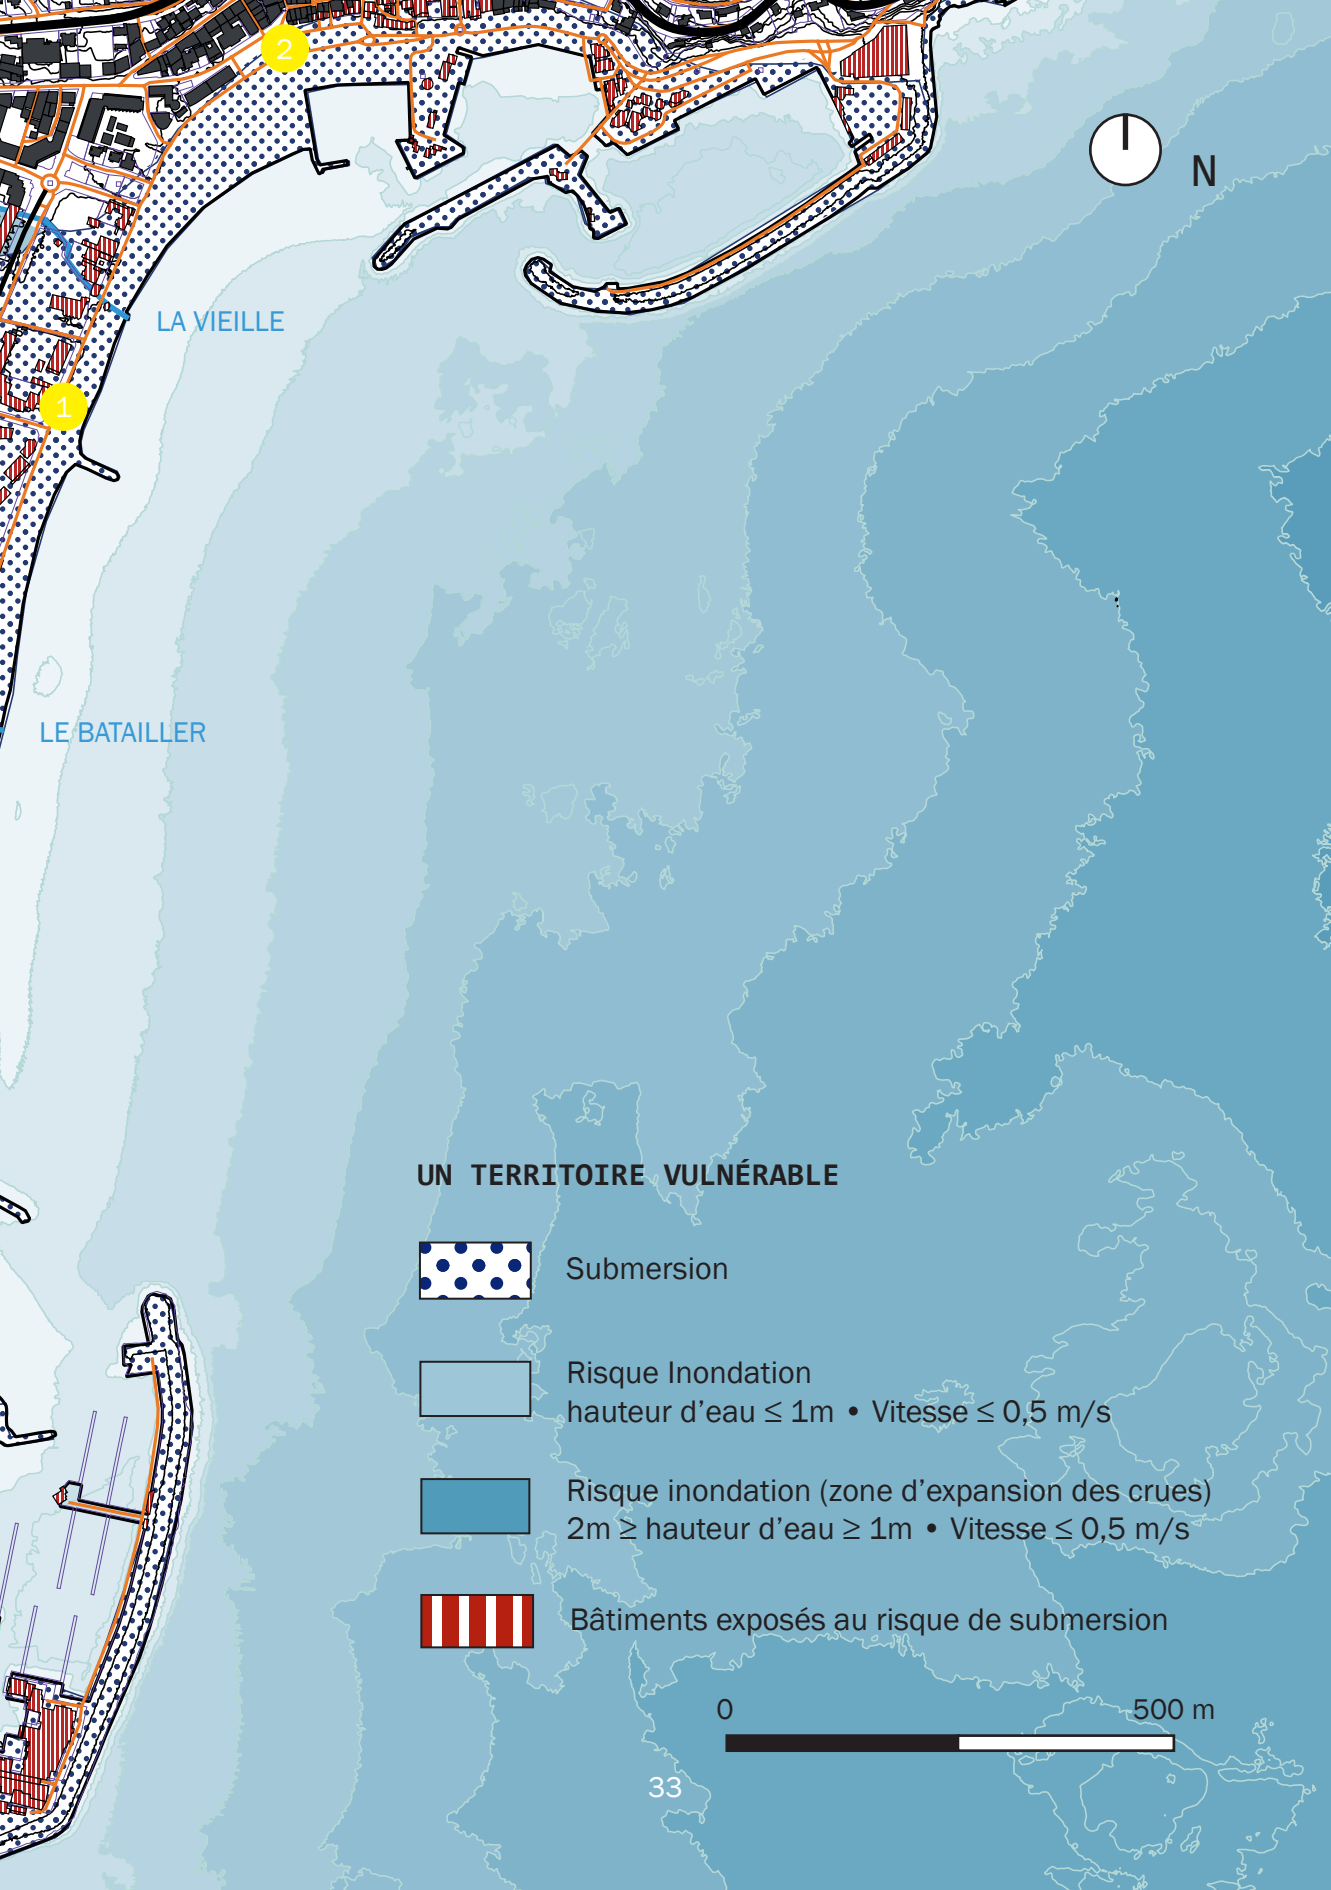 2
N
LA VIEILLE
1
LE BATAILLER
UN TERRITOIRE VULNÉRABLE
Submersion
Risque Inondation
hauteur d’eau ≤ 1m • Vitesse ≤ 0,5 m/s
Risque inondation (zone d’expansion des crues)
2m ≥ hauteur d’eau ≥ 1m • Vitesse ≤ 0,5 m/s
Bâtiments exposés au risque de submersion
0 500 m
33